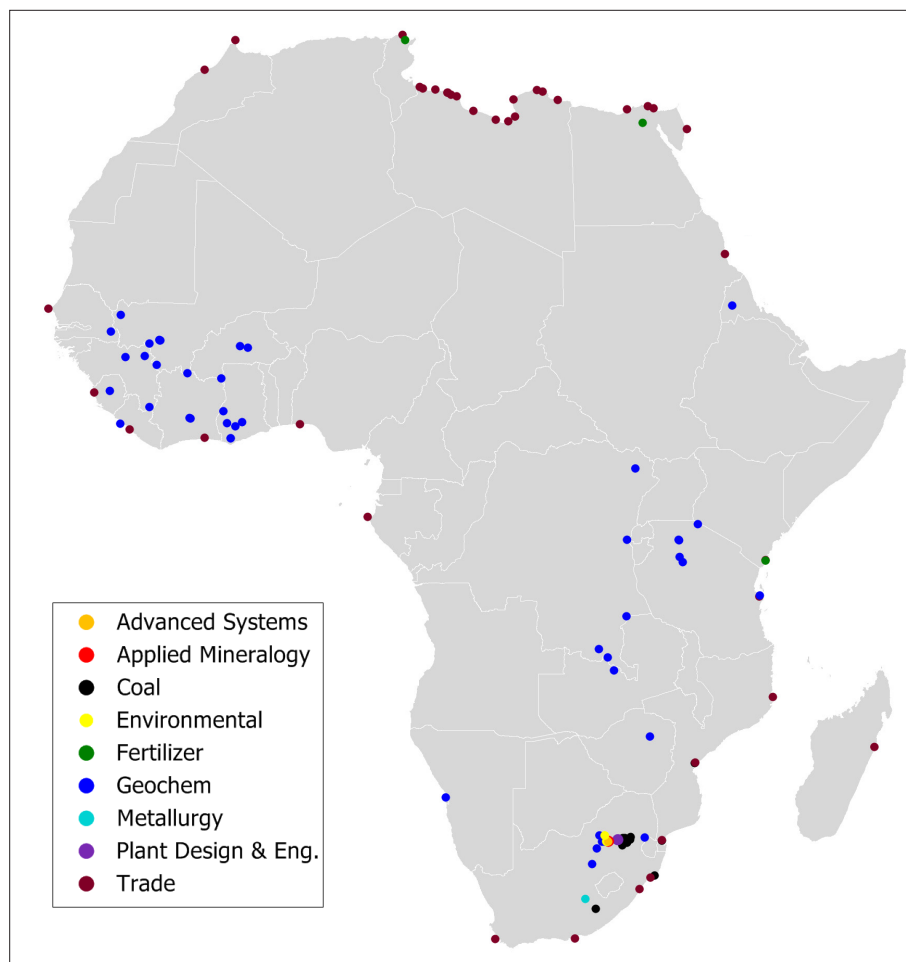 Advanced Systems
Applied Mineralogy
Coal
Environmental
Fertilizer
Geochem
Metallurgy
Plant Design & Eng.
Trade